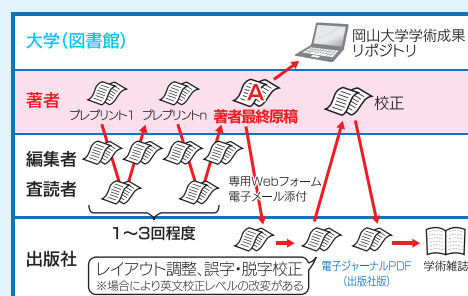 大学(図書館)
岡山大学学術成果
リポジトリ
著者
プレプリント1
プレプリントn
A
著者最終原稿
校正
編集者
査読者
専用Webフォーム
電子メール添付
1～3回程度
出版社
レイアウト調整、誤字・脱字校正
※場合により英文校正レベルの改変がある
電子ジャーナルPDF
(出版社版)
学術雑誌